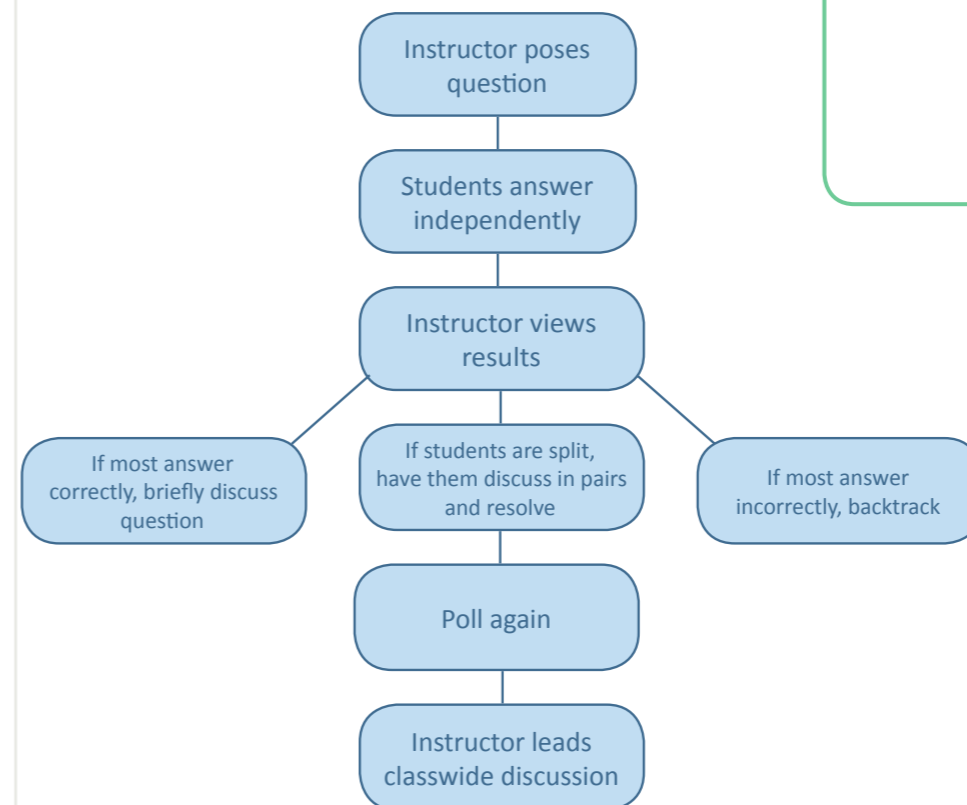 Instructor poses
question
Students answer
independently
Instructor views
results
If most answer
correctly, briefly discuss
question
If students are split,
have them discuss in pairs
and resolve
If most answer
incorrectly, backtrack
Poll again
Instructor leads
classwide discussion